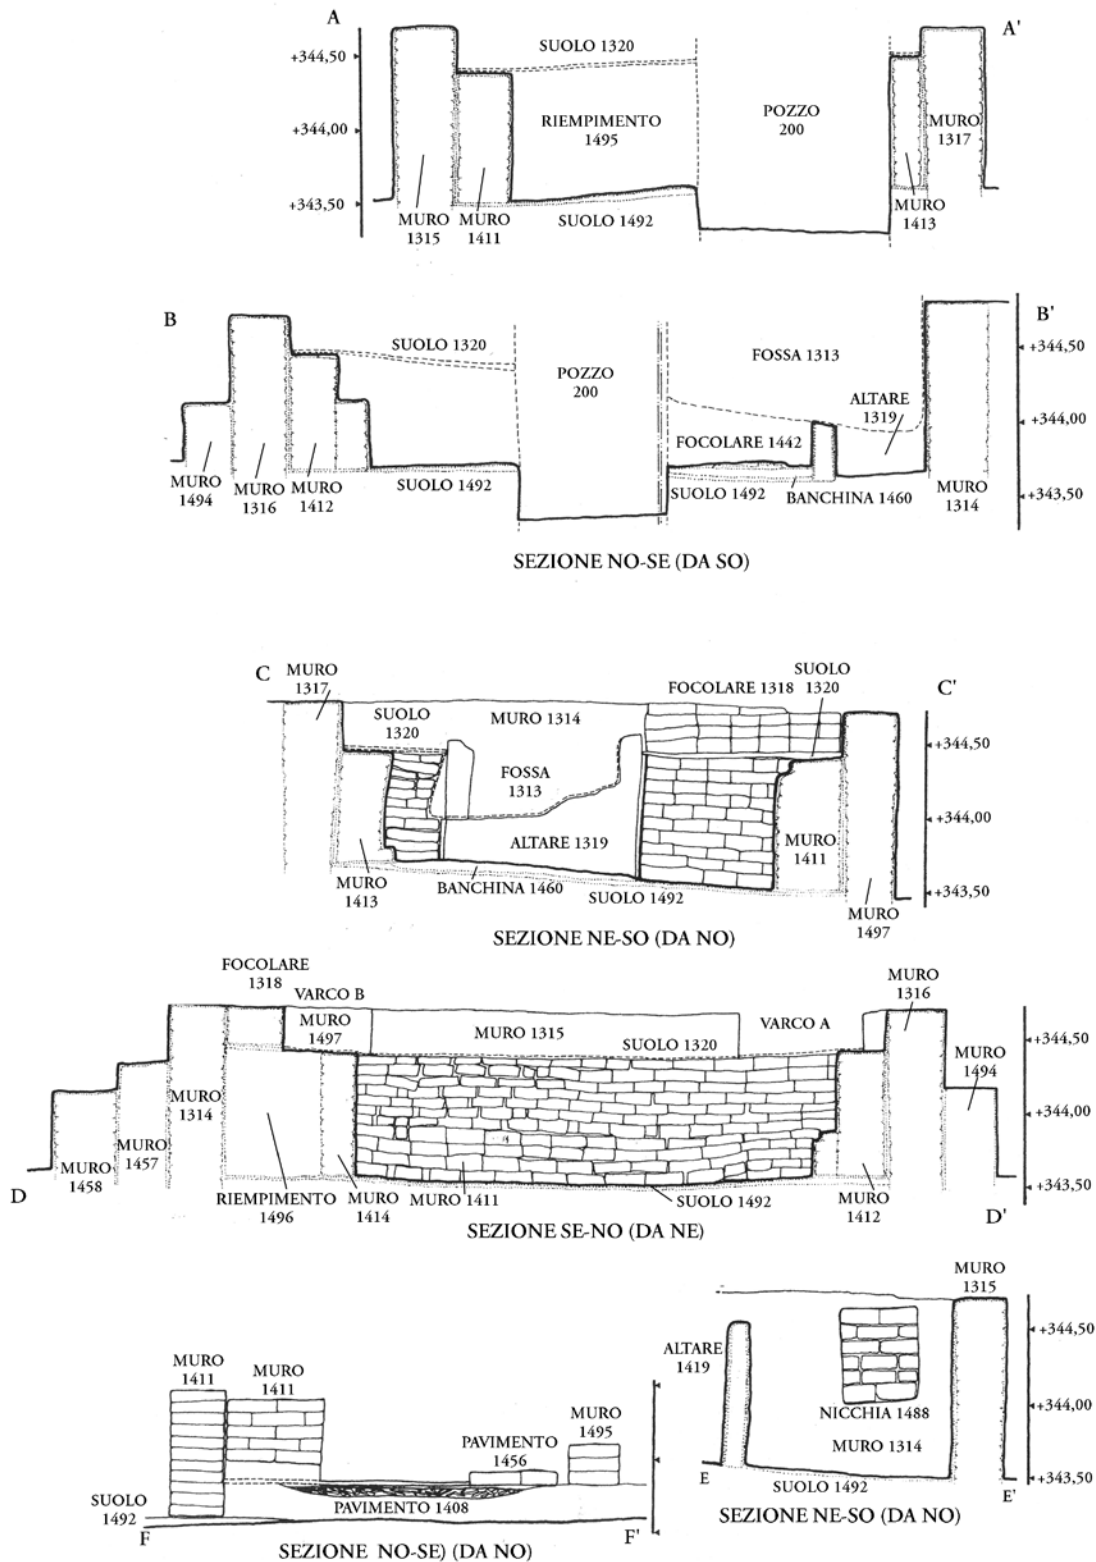 A
A'
+344,50
+344,00
+343,50
SUOLO 1320
RIEMPIMENTO
1495
POZZO
200
MURO
1317
MURO
1315
MURO
1411
SUOLO 1492
MURO
1413
B
B'
SUOLO 1320
POZZO
200
FOSSA 1313
ALTARE
1319
+344,50
+344,00
+343,50
FOCOLARE 1442
MURO
1494
MURO
1316
MURO
1412
SUOLO 1492
SUOLO 1492
BANCHINA 1460
MURO
1314
SEZIONE NO-SE (DA SO)
C
MURO
1317
SUOLO
1320
MURO 1314
FOCOLARE 1318
SUOLO
1320
C'
+344,50
+344,00
+343,50
FOSSA
1313
ALTARE 1319
MURO
1411
MURO
1413
BANCHINA 1460
SUOLO 1492
MURO
1497
SEZIONE NE-SO (DA NO)
FOCOLARE
1318
VARCO B
MURO
1497
MURO 1315
SUOLO 1320
VARCO A
MURO
1316
MURO
1494
+344,50
+344,00
+343,50
MURO
1314
MURO
1457
MURO
1458
D
RIEMPIMENTO
1496
MURO
1414
MURO 1411
SUOLO 1492
MURO
1412
D'
SEZIONE SE-NO (DA NE)
MURO
1411
MURO
1411
MURO
1495
PAVIMENTO
1456
PAVIMENTO 1408
SUOLO
1492
F
F'
SEZIONE NO-SE) (DA NO)
MURO
1315
ALTARE
1419
NICCHIA 1488
MURO 1314
+344,50
+344,00
+343,50
E
SUOLO 1492
E'
SEZIONE NE-SO (DA NO)